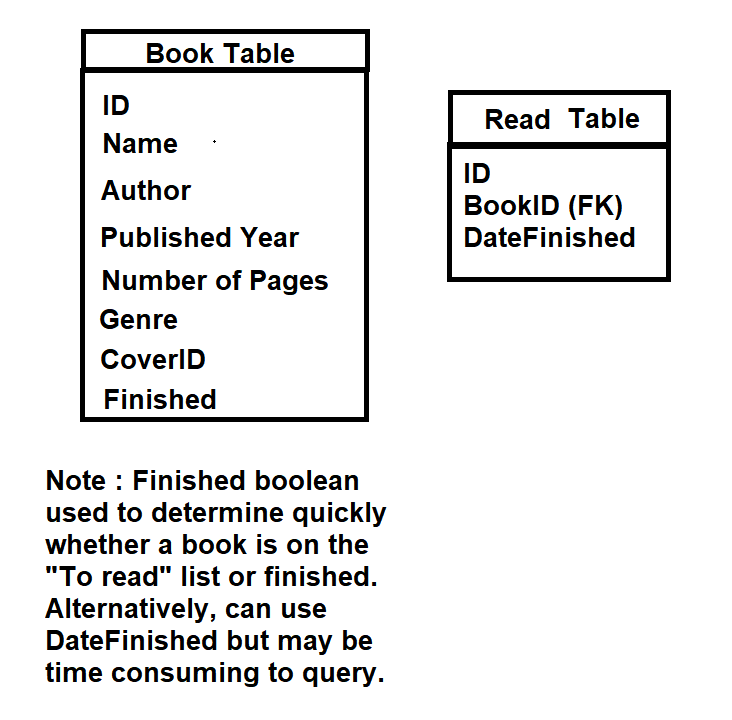 Book Table
ID
Name
Author
Published Year
Number of Pages
Genre
CoverID
Finished
Read Table
ID
BookID (FK)
DateFinished
Note : Finished boolean
used to determine quickly
whether a book is on the
"To read" list or finished.
Alternatively, can use
DateFinished but may be
time consuming to query.